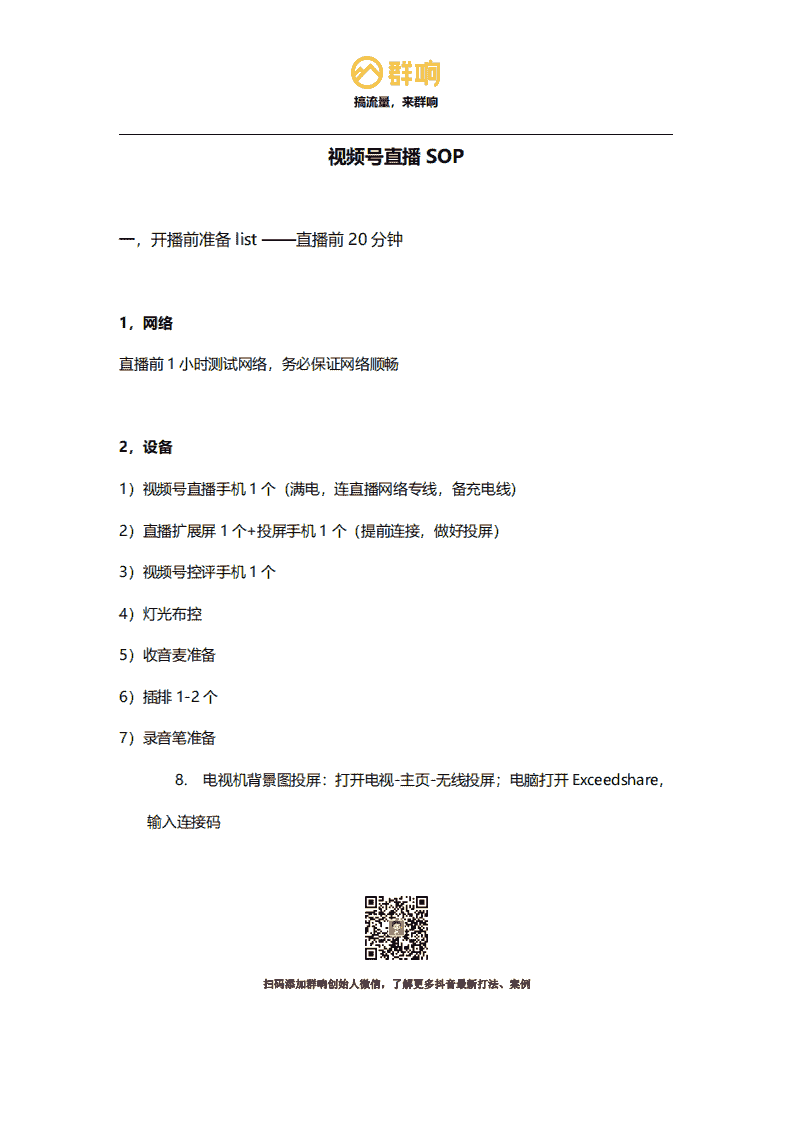 群响
搞流量，来群响
视频号直播 SOP
一，开播前准备 list ——直播前 20 分钟
1，网络
直播前 1 小时测试网络，务必保证网络顺畅
2，设备
1）视频号直播手机 1 个（满电，连直播网络专线，备充电线）
2）直播扩展屏 1 个+投屏手机 1 个（提前连接，做好投屏）
3）视频号控评手机 1 个
4）灯光布控
5）收音麦准备
6）插排 1-2 个
7）录音笔准备
8. 电视机背景图投屏：打开电视-主页-无线投屏；电脑打开 Exceedshare，
输入连接码
扫码添加群响创始人微信，了解更多抖音最新打法、案例